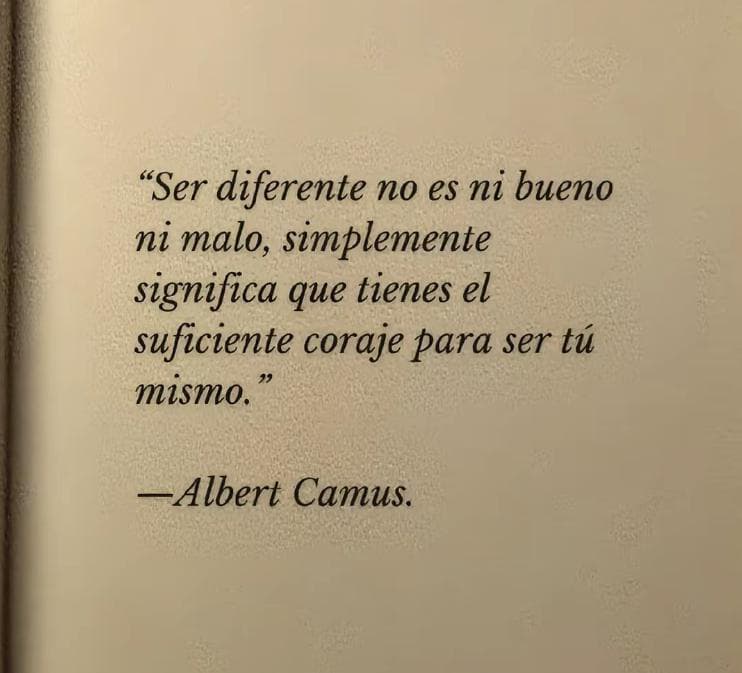 “Ser diferente no es ni bueno
ni malo, simplemente
significa que tienes el
suficiente coraje para ser tú
mismo.”
—Albert Camus.